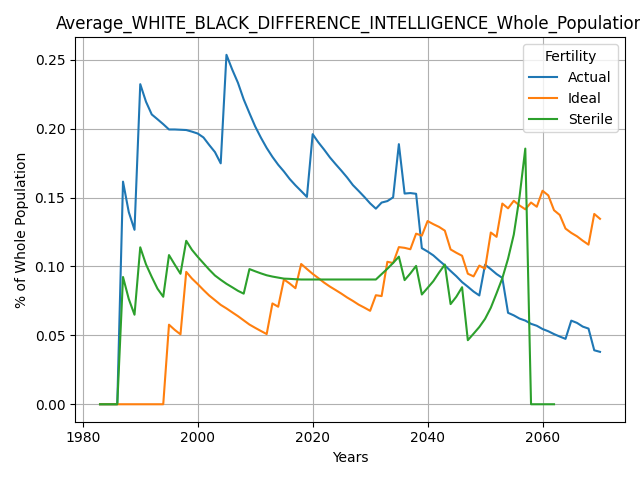 Average_WHITE_BLACK_DIFFERENCE_INTELLIGENCE_Whole_Population
Fertility
Actual
Ideal
Sterile
% of Whole Population
0.25
0.20
0.15
0.10
0.05
0.00
1980 2000 2020 2040 2060
Years